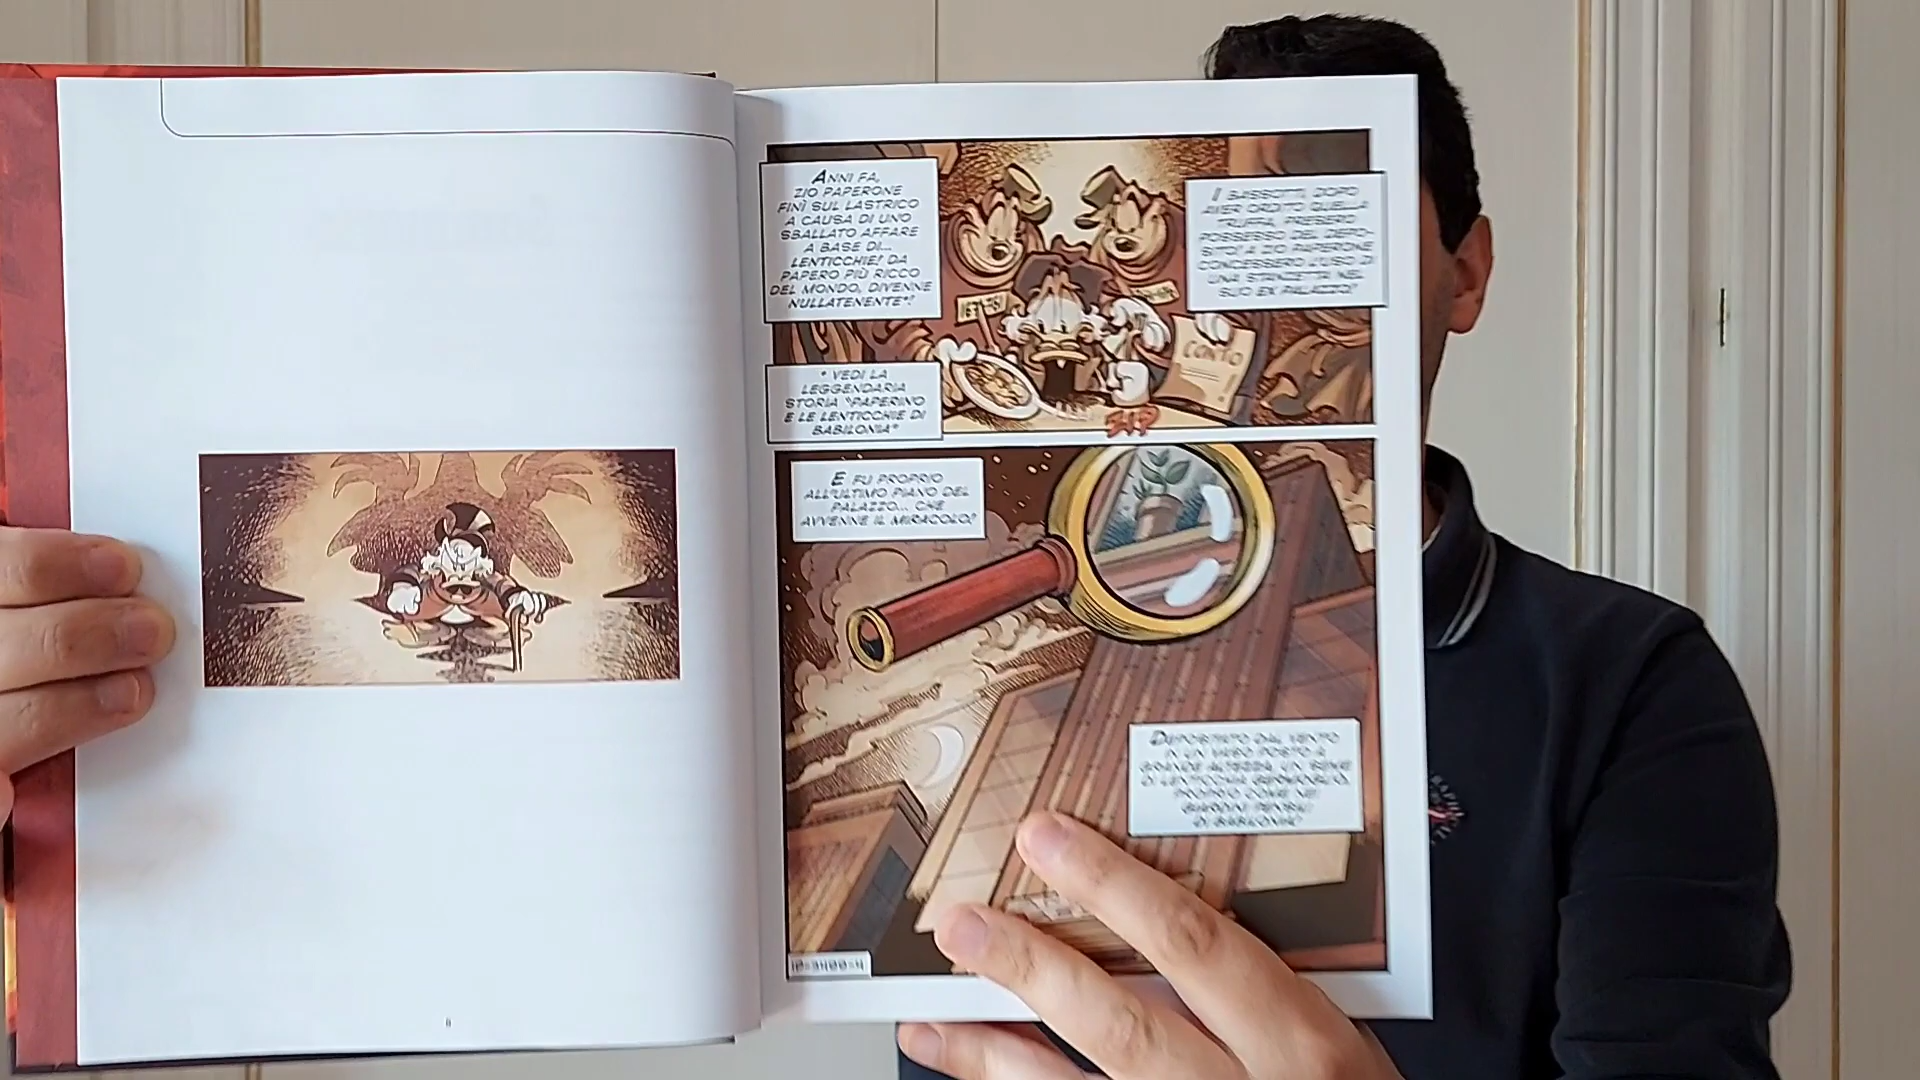 ANNI FA,
ZIO PAPERONE
FINÌ SUL LASTRICO
A CAUSA DI UNO
SBALLATO AFFARE
A BASE DI...
LENTICCHIE! DA
PAPERO PIÙ RICCO
DEL MONDO, DIVENNE
NULLATENENTE*!
I BASSOTTI, DOPO
AVER ORDITO QUELLA
TRUFFA, PRESERO
POSSESSO DEL DEPO-
SITO! A ZIO PAPERONE
CONCESSERO L'USO DI
UNA STANZETTA NEL
SUO EX PALAZZO!
CONTO
* VEDI LA
LEGGENDARIA
STORIA "PAPERINO
E LE LENTICCHIE DI
BABILONIA"
SIP
E FU PROPRIO
ALL'ULTIMO PIANO DEL
PALAZZO... CHE
AVVENNE IL MIRACOLO!
DEPOSITATO DAL VENTO
IN UN VASO POSTO A
GRANDE ALTEZZA, UN SEME
DI LENTICCHIA GERMOGLIÒ,
PROPRIO COME NEI
GIARDINI PENSILI
DI BABILONIA!